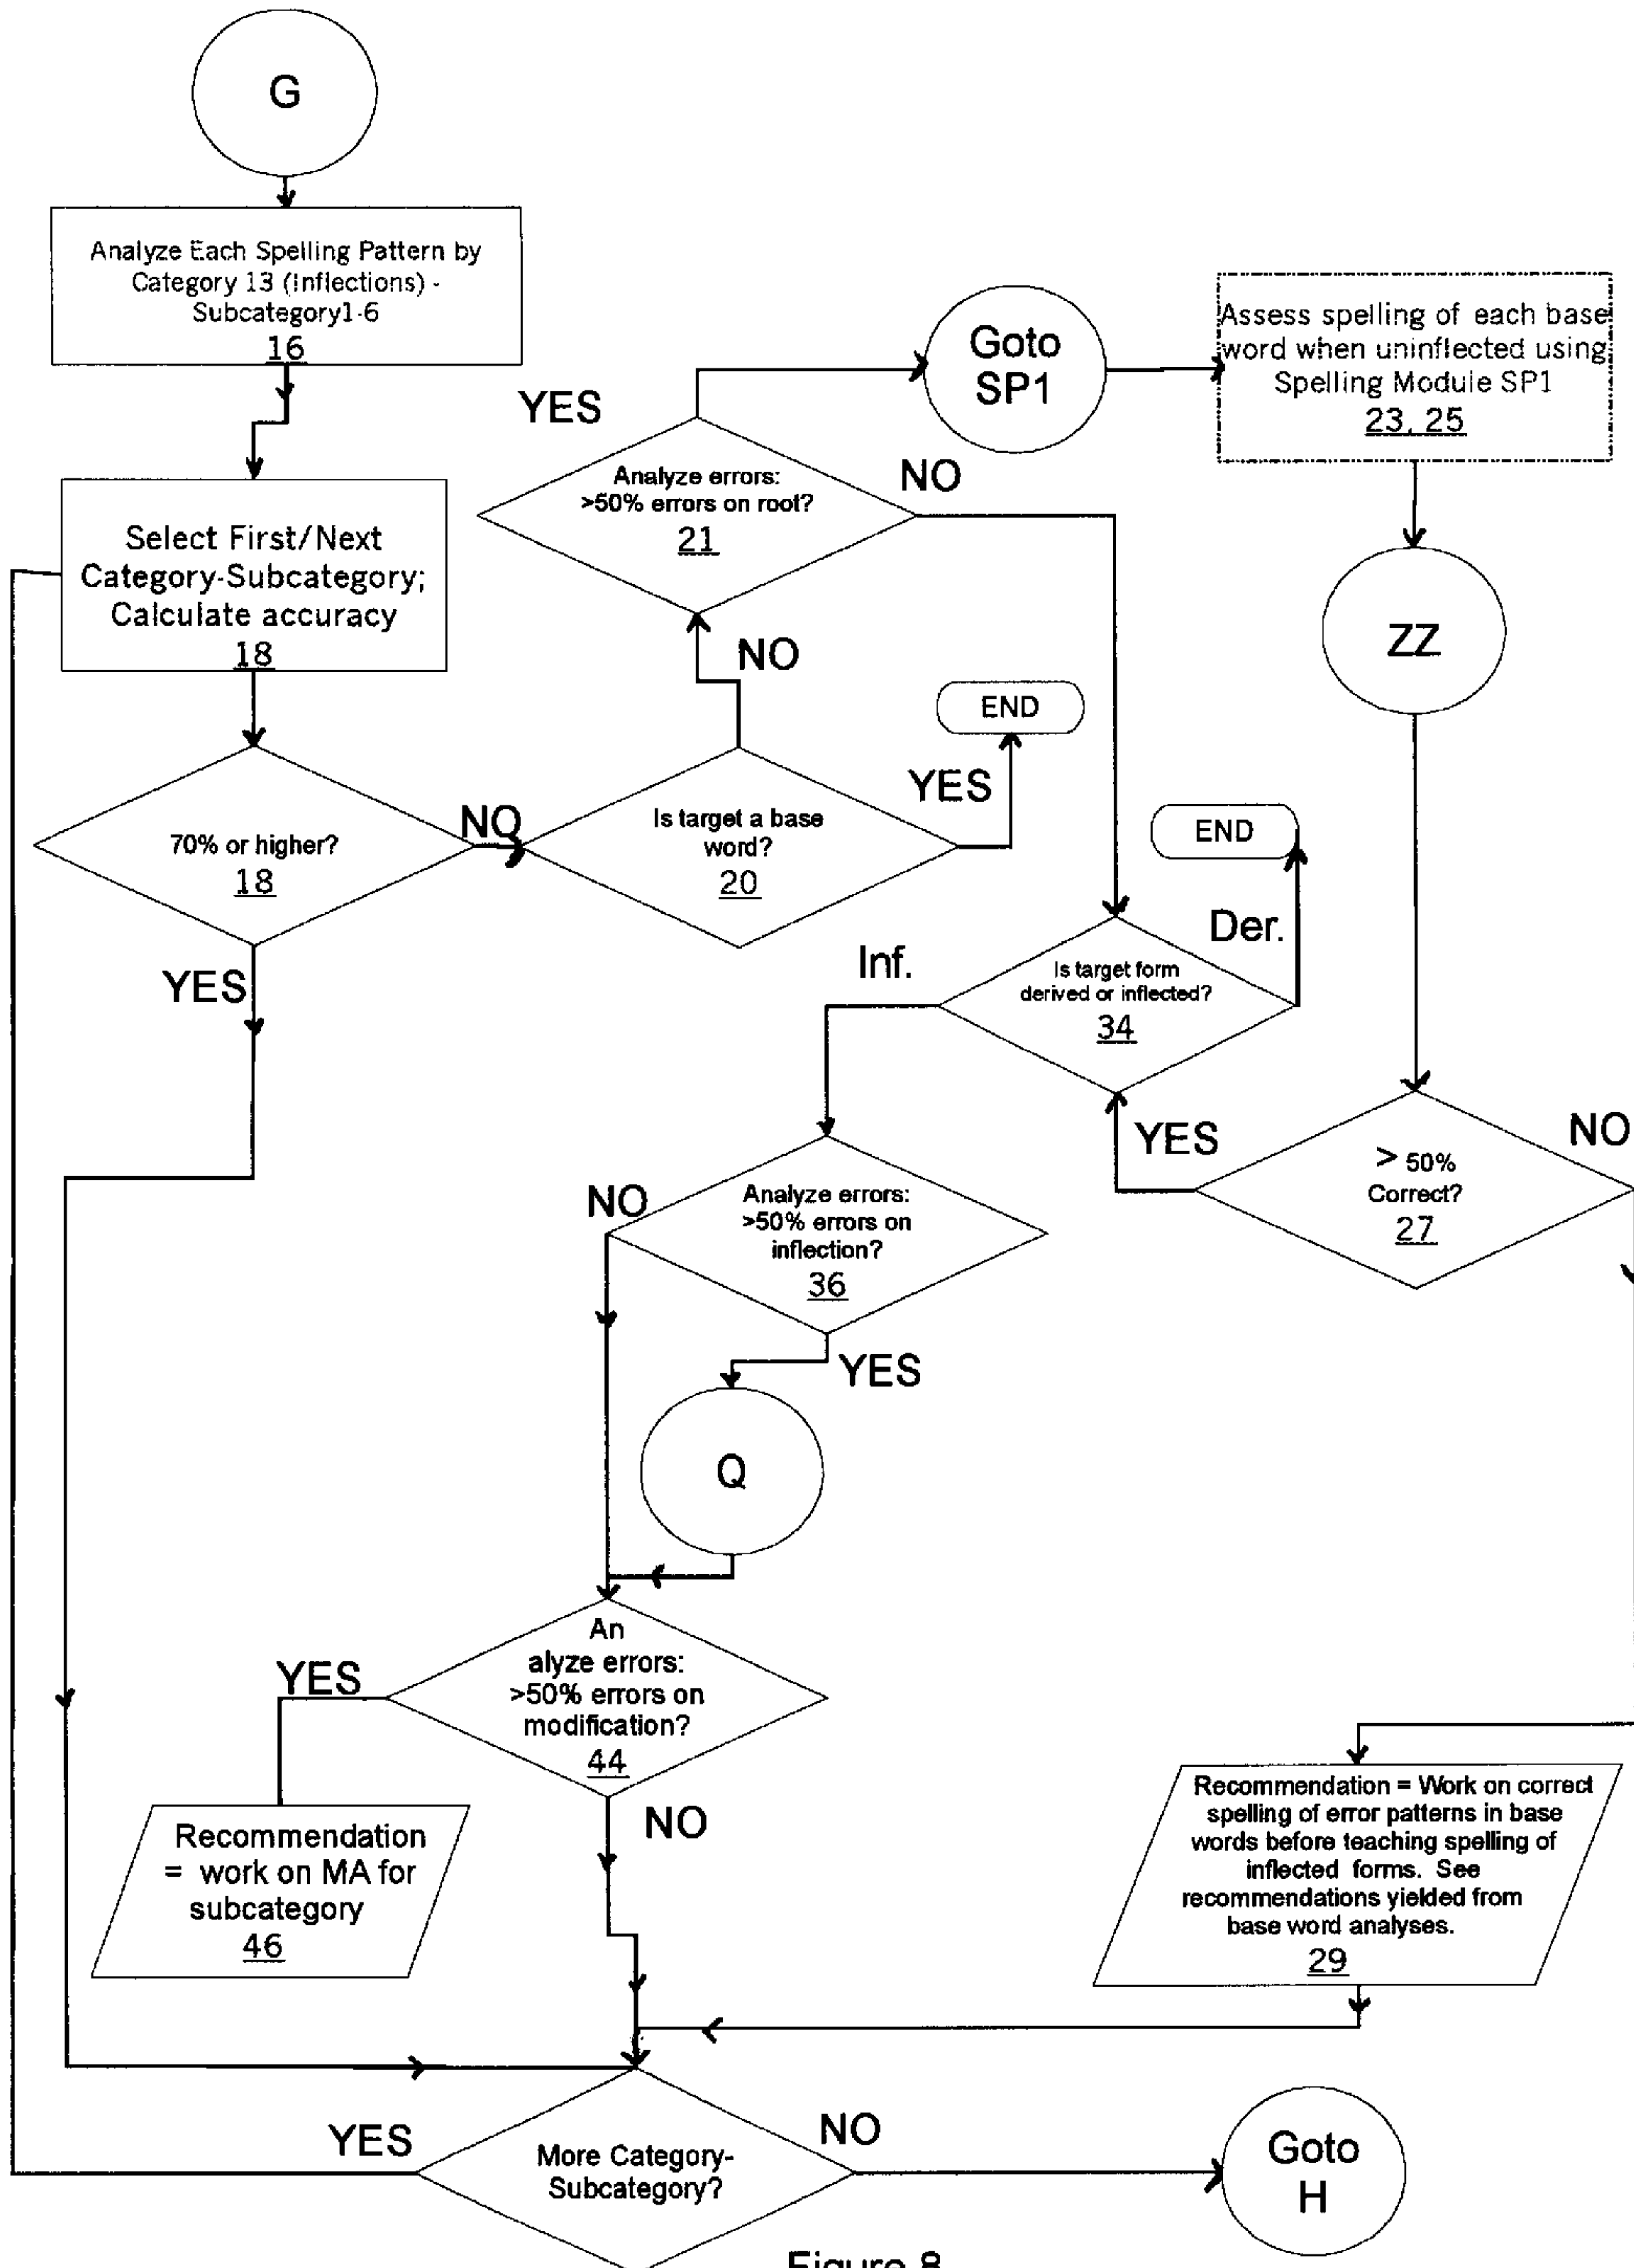 G
Analyze Each Spelling Pattern by
Category 13 (Inflections) -
Subcategory1-6
16
Select First/Next
Category-Subcategory;
Calculate accuracy
18
70% or higher?
18
NO
YES
Is target a base
word?
20
NO
YES
END
Analyze errors:
>50% errors on root?
21
YES
NO
Goto
SP1
Assess spelling of each base
word when uninflected using
Spelling Module SP1
23, 25
ZZ
END
Der.
Inf.
Is target form
derived or inflected?
34
YES
NO
> 50%
Correct?
27
NO
Analyze errors:
>50% errors on
inflection?
36
YES
Q
An
alyze errors:
>50% errors on
modification?
44
YES
NO
Recommendation
= work on MA for
subcategory
46
Recommendation = Work on correct
spelling of error patterns in base
words before teaching spelling of
inflected forms. See
recommendations yielded from
base word analyses.
29
YES
More Category-
Subcategory?
NO
Goto
H
Figure 8